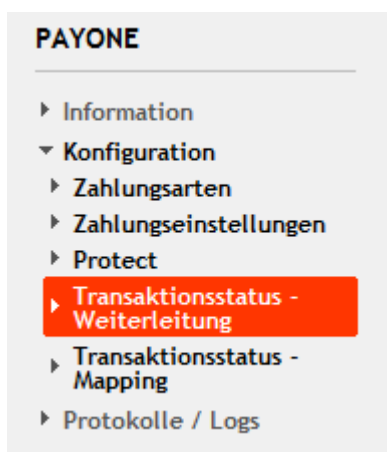 PAYONE
Information
Konfiguration
Zahlungsarten
Zahlungseinstellungen
Protect
Transaktionsstatus -
Weiterleitung
Transaktionsstatus -
Mapping
Protokolle / Logs